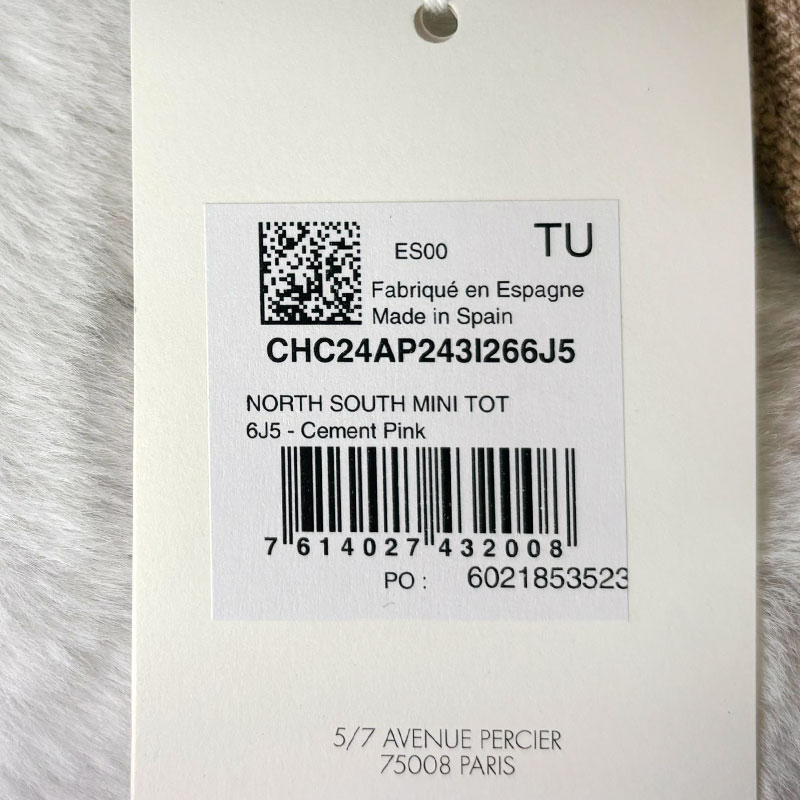 ES00
TU
Fabriqué en Espagne
Made in Spain
CHC24AP243I266J5
NORTH SOUTH MINI TOT
6J5 - Cement Pink
7 614027 432008
PO : 6021853523
5/7 AVENUE PERCIER
75008 PARIS